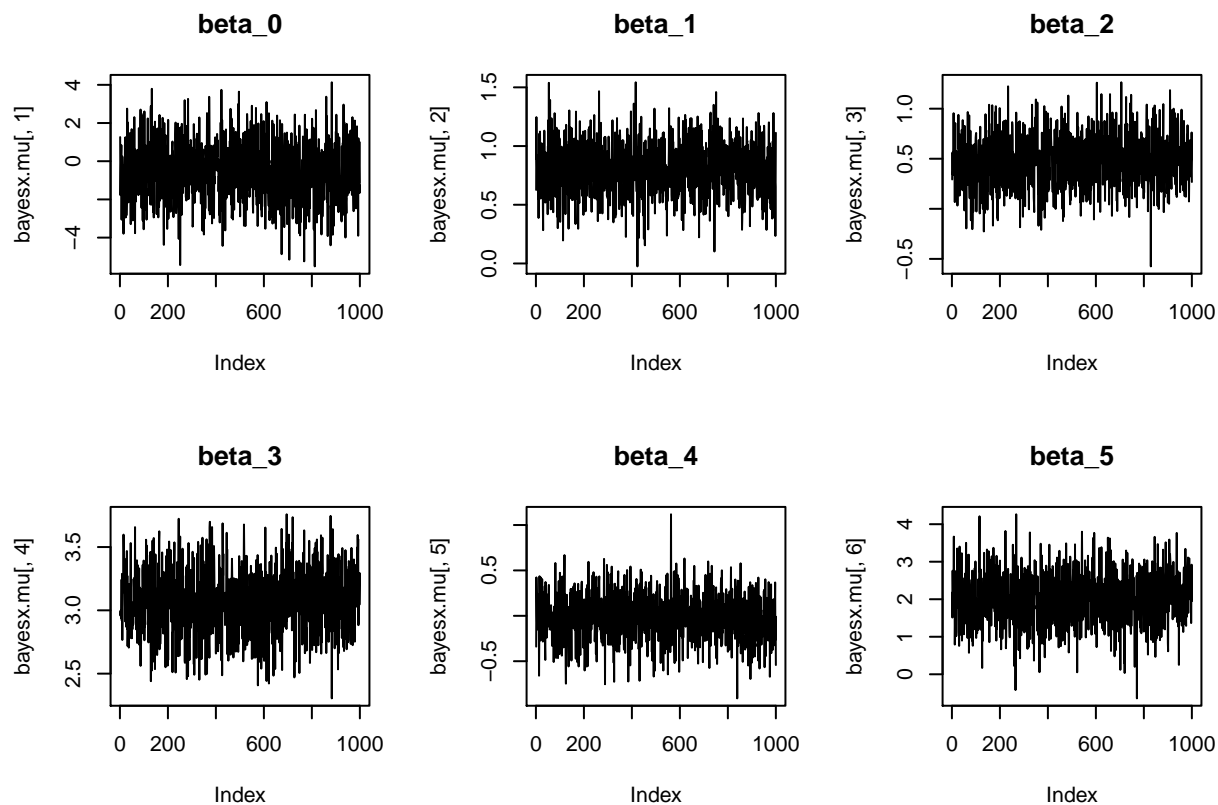 beta_0 beta_1 beta_2
bayesx.mu[, 1] −4 0 2 4
bayesx.mu[, 2] 0.0 0.5 1.0 1.5
bayesx.mu[, 3] −0.5 0.5 1.0
0 200 600 1000 0 200 600 1000 0 200 600 1000
Index Index Index
beta_3 beta_4 beta_5
bayesx.mu[, 4] 2.5 3.0 3.5
bayesx.mu[, 5] −0.5 0.5
bayesx.mu[, 6] 0 1 2 3 4
0 200 600 1000 0 200 600 1000 0 200 600 1000
Index Index Index